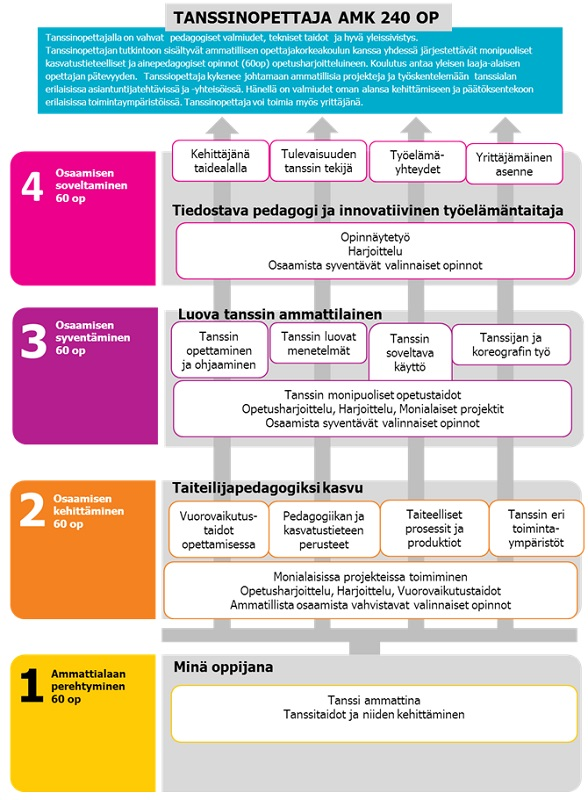 TANSSINOPETTAJA AMK 240 OP
Tanssinopettajalla on vahvat pedagogiset valmiudet, tekniset taidot ja hyvä yleissivistys.
Tanssinopettajan tutkintoon sisältyvät ammatillisen opettajakorkeakoulun kanssa yhdessä järjestettävät monipuoliset
kasvatustieteelliset ja ainepedagogiset opinnot (60op) opetusharjoitteluineen. Koulutus antaa yleisen laaja-alaisen
opettajan pätevyyden. Tanssiopettaja kykenee johtamaan ammatillisia projekteja ja työskentelemään tanssialan
erilaisissa asiantuntijatehtävissä ja -yhteisöissä. Hänellä on valmiudet oman alansa kehittämiseen ja päätöksentekoon
erilaisissa toimintaympäristöissä. Tanssinopettaja voi toimia myös yrittäjänä.
4
Osaamisen
soveltaminen
60 op
Kehittäjänä
taidealalla
Tulevaisuuden
tanssin tekijä
Työelämä-
yhteydet
Yrittäjämäinen
asenne
Tiedostava pedagogi ja innovatiivinen työelämäntaitaja
Opinnäytetyö
Harjoittelu
Osaamista syventävät valinnaiset opinnot
3
Osaamisen
syventäminen
60 op
Luova tanssin ammattilainen
Tanssin
opettaminen
ja ohjaaminen
Tanssin luovat
menetelmät
Tanssin
soveltava
käyttö
Tanssijan ja
koreografin työ
Tanssin monipuoliset opetustaidot
Opetusharjoittelu, Harjoittelu, Monialaiset projektit
Osaamista syventävät valinnaiset opinnot
2
Osaamisen
kehittäminen
60 op
Taiteilijapedagogiksi kasvu
Vuorovaikutus-
taidot
opettamisessa
Pedagogiikan ja
kasvatustieteen
perusteet
Taiteelliset
prosessit ja
produktiot
Tanssin eri
toiminta-
ympäristöt
Monialaisissa projekteissa toimiminen
Opetusharjoittelu, Harjoittelu, Vuorovaikutustaidot
Ammatillista osaamista vahvistavat valinnaiset opinnot
1
Ammattialaan
perehtyminen
60 op
Minä oppijana
Tanssi ammattina
Tanssitaidot ja niiden kehittäminen